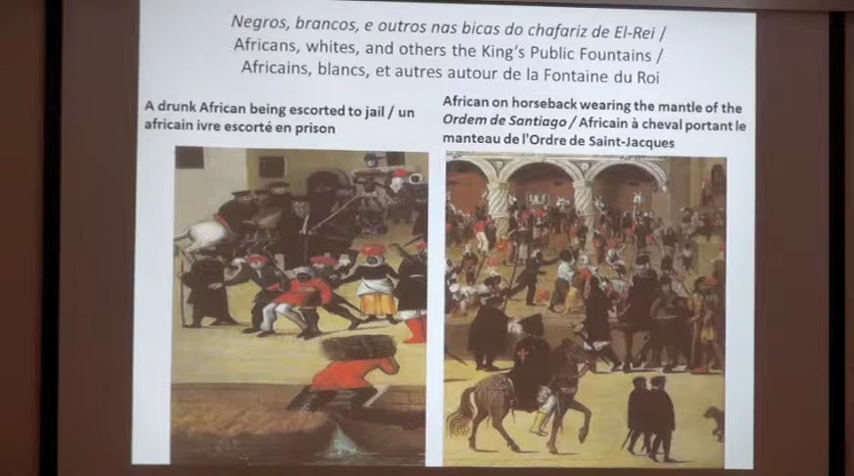 Negros, brancos, e outros nas bicas do chafariz de El-Rei /
Africans, whites, and others the King's Public Fountains /
Africains, blancs, et autres autour de la Fontaine du Roi
A drunk African being escorted to jail / un
africain ivre escorté en prison
African on horseback wearing the mantle of the
Ordem de Santiago / Africain à cheval portant le
manteau de l'Ordre de Saint-Jacques